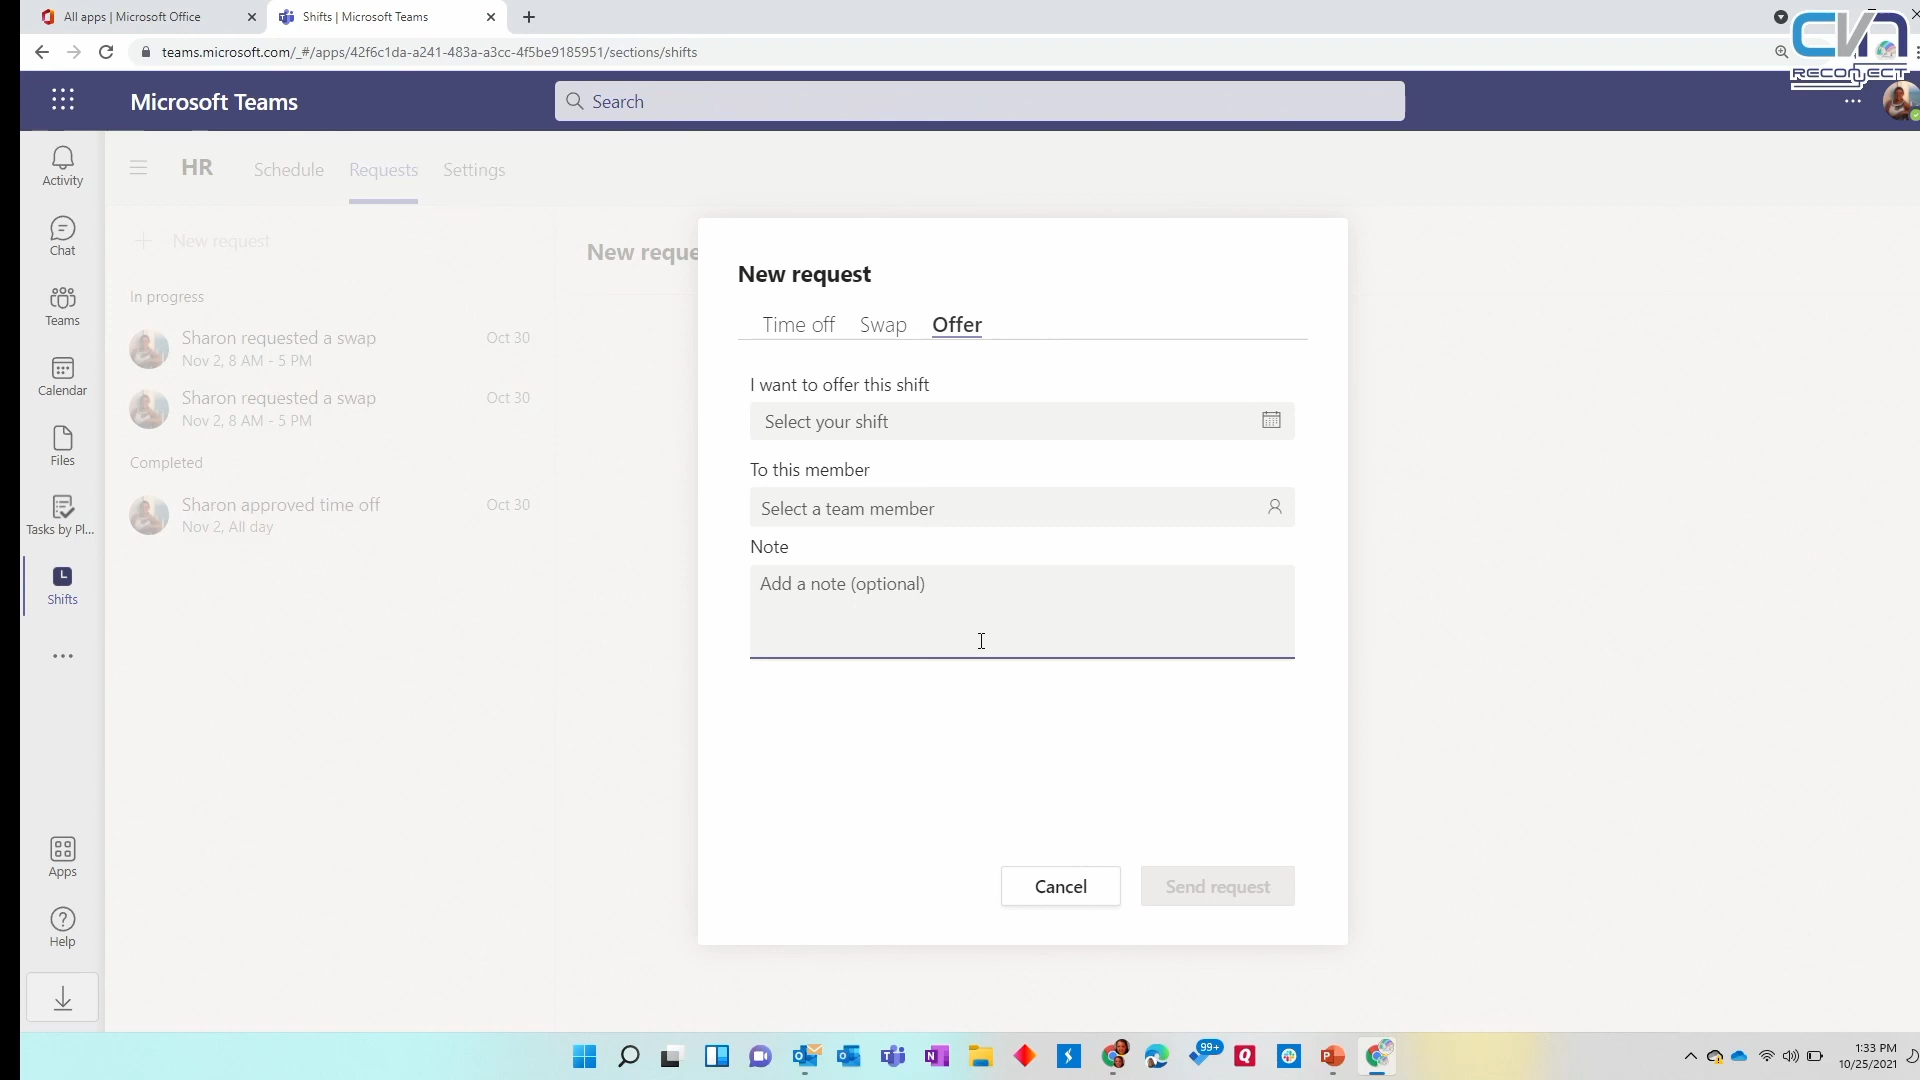 All apps | Microsoft Office
Shifts | Microsoft Teams
teams.microsoft.com/_#/apps/42f6c1da-a241-483a-a3cc-4f5be9185951/sections/shifts
CVN
RECONJECT
Microsoft Teams
Search
Activity
Chat
Teams
Calendar
Files
Tasks by Pl...
Shifts
Apps
Help
HR
Schedule
Requests
Settings
New request
In progress
Sharon requested a swap
Oct 30
Nov 2, 8 AM - 5 PM
Sharon requested a swap
Oct 30
Nov 2, 8 AM - 5 PM
Completed
Sharon approved time off
Oct 30
Nov 2, All day
New reque
New request
Time off
Swap
Offer
I want to offer this shift
Select your shift
To this member
Select a team member
Note
Add a note (optional)
Cancel
Send request
99+
1:33 PM
10/25/2021